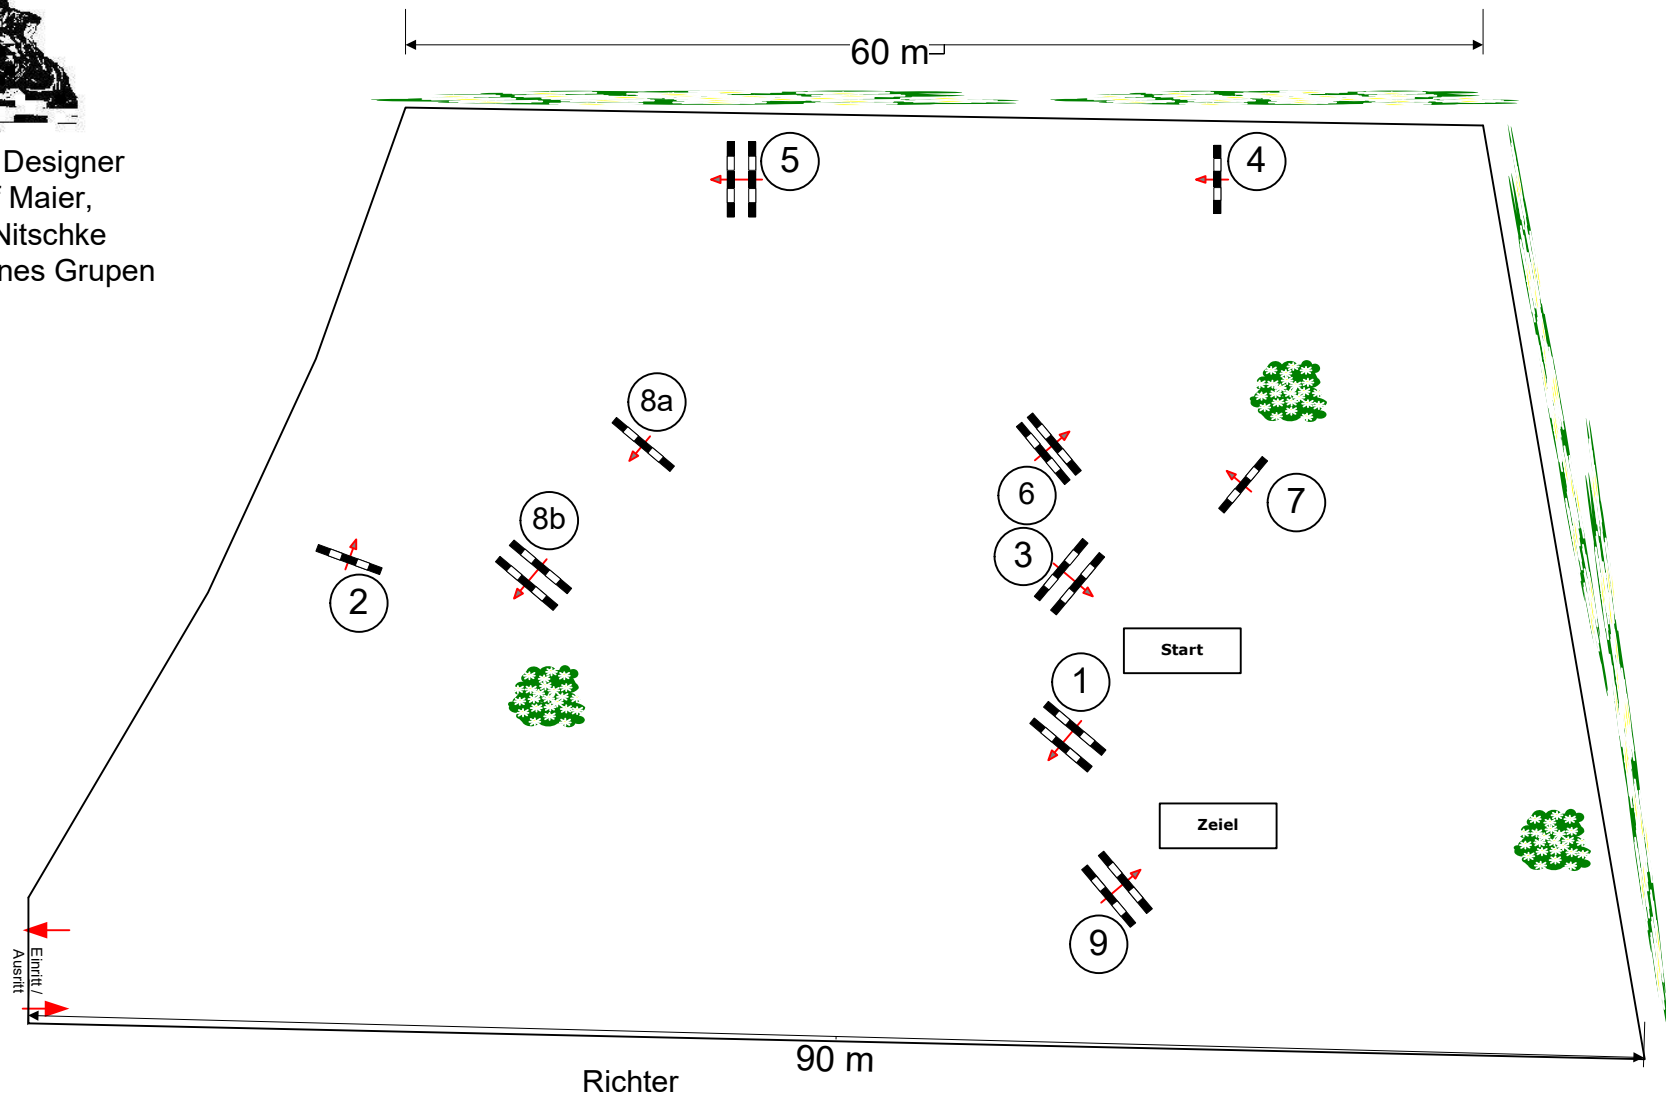 60 m
Designer
Maier,
Nitschke
nes Grupen
5
4
8a
6
7
8b
3
2
Start
1
Zeiel
9
Einritt /
Ausritt
90 m
Richter